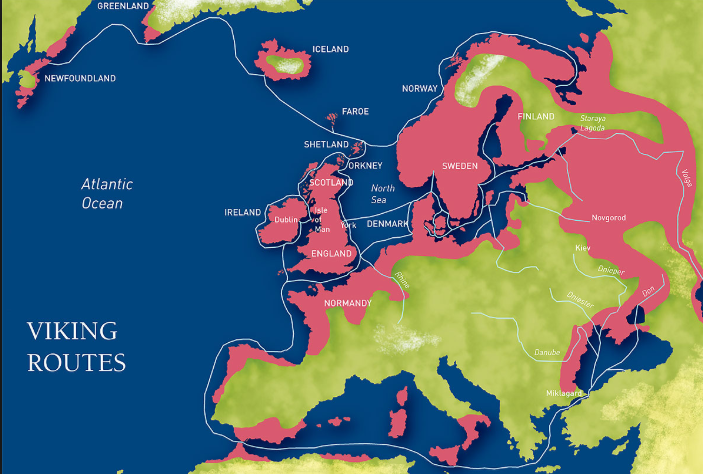 GREENLAND
ICELAND
NEWFOUNDLAND
NORWAY
FAROE
FINLAND
Staraya
Lagoda
SHETLAND
ORKNEY
SWEDEN
SCOTLAND
Atlantic
Ocean
North
Sea
Volga
IRELAND
Dublin
Isle
of
Man
York
DENMARK
Novgorod
ENGLAND
Kiev
Rhine
Dnieper
Don
NORMANDY
Dniester
VIKING
ROUTES
Danube
Miklagard